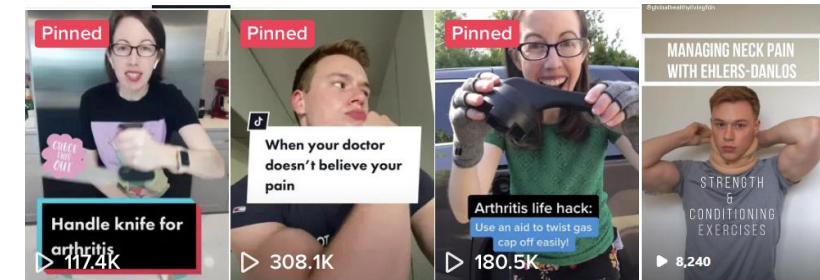 Pinned
CHECK
THIS
OUT
Handle knife for
arthritis
117.4K
Pinned
When your doctor
doesn't believe your
pain
308.1K
Pinned
Arthritis life hack:
Use an aid to twist gas
cap off easily!
180.5K
@globalhealthylivingfdn
MANAGING NECK PAIN
WITH EHLERS-DANLOS
STRENGTH
&
CONDITIONING
EXERCISES
8,240